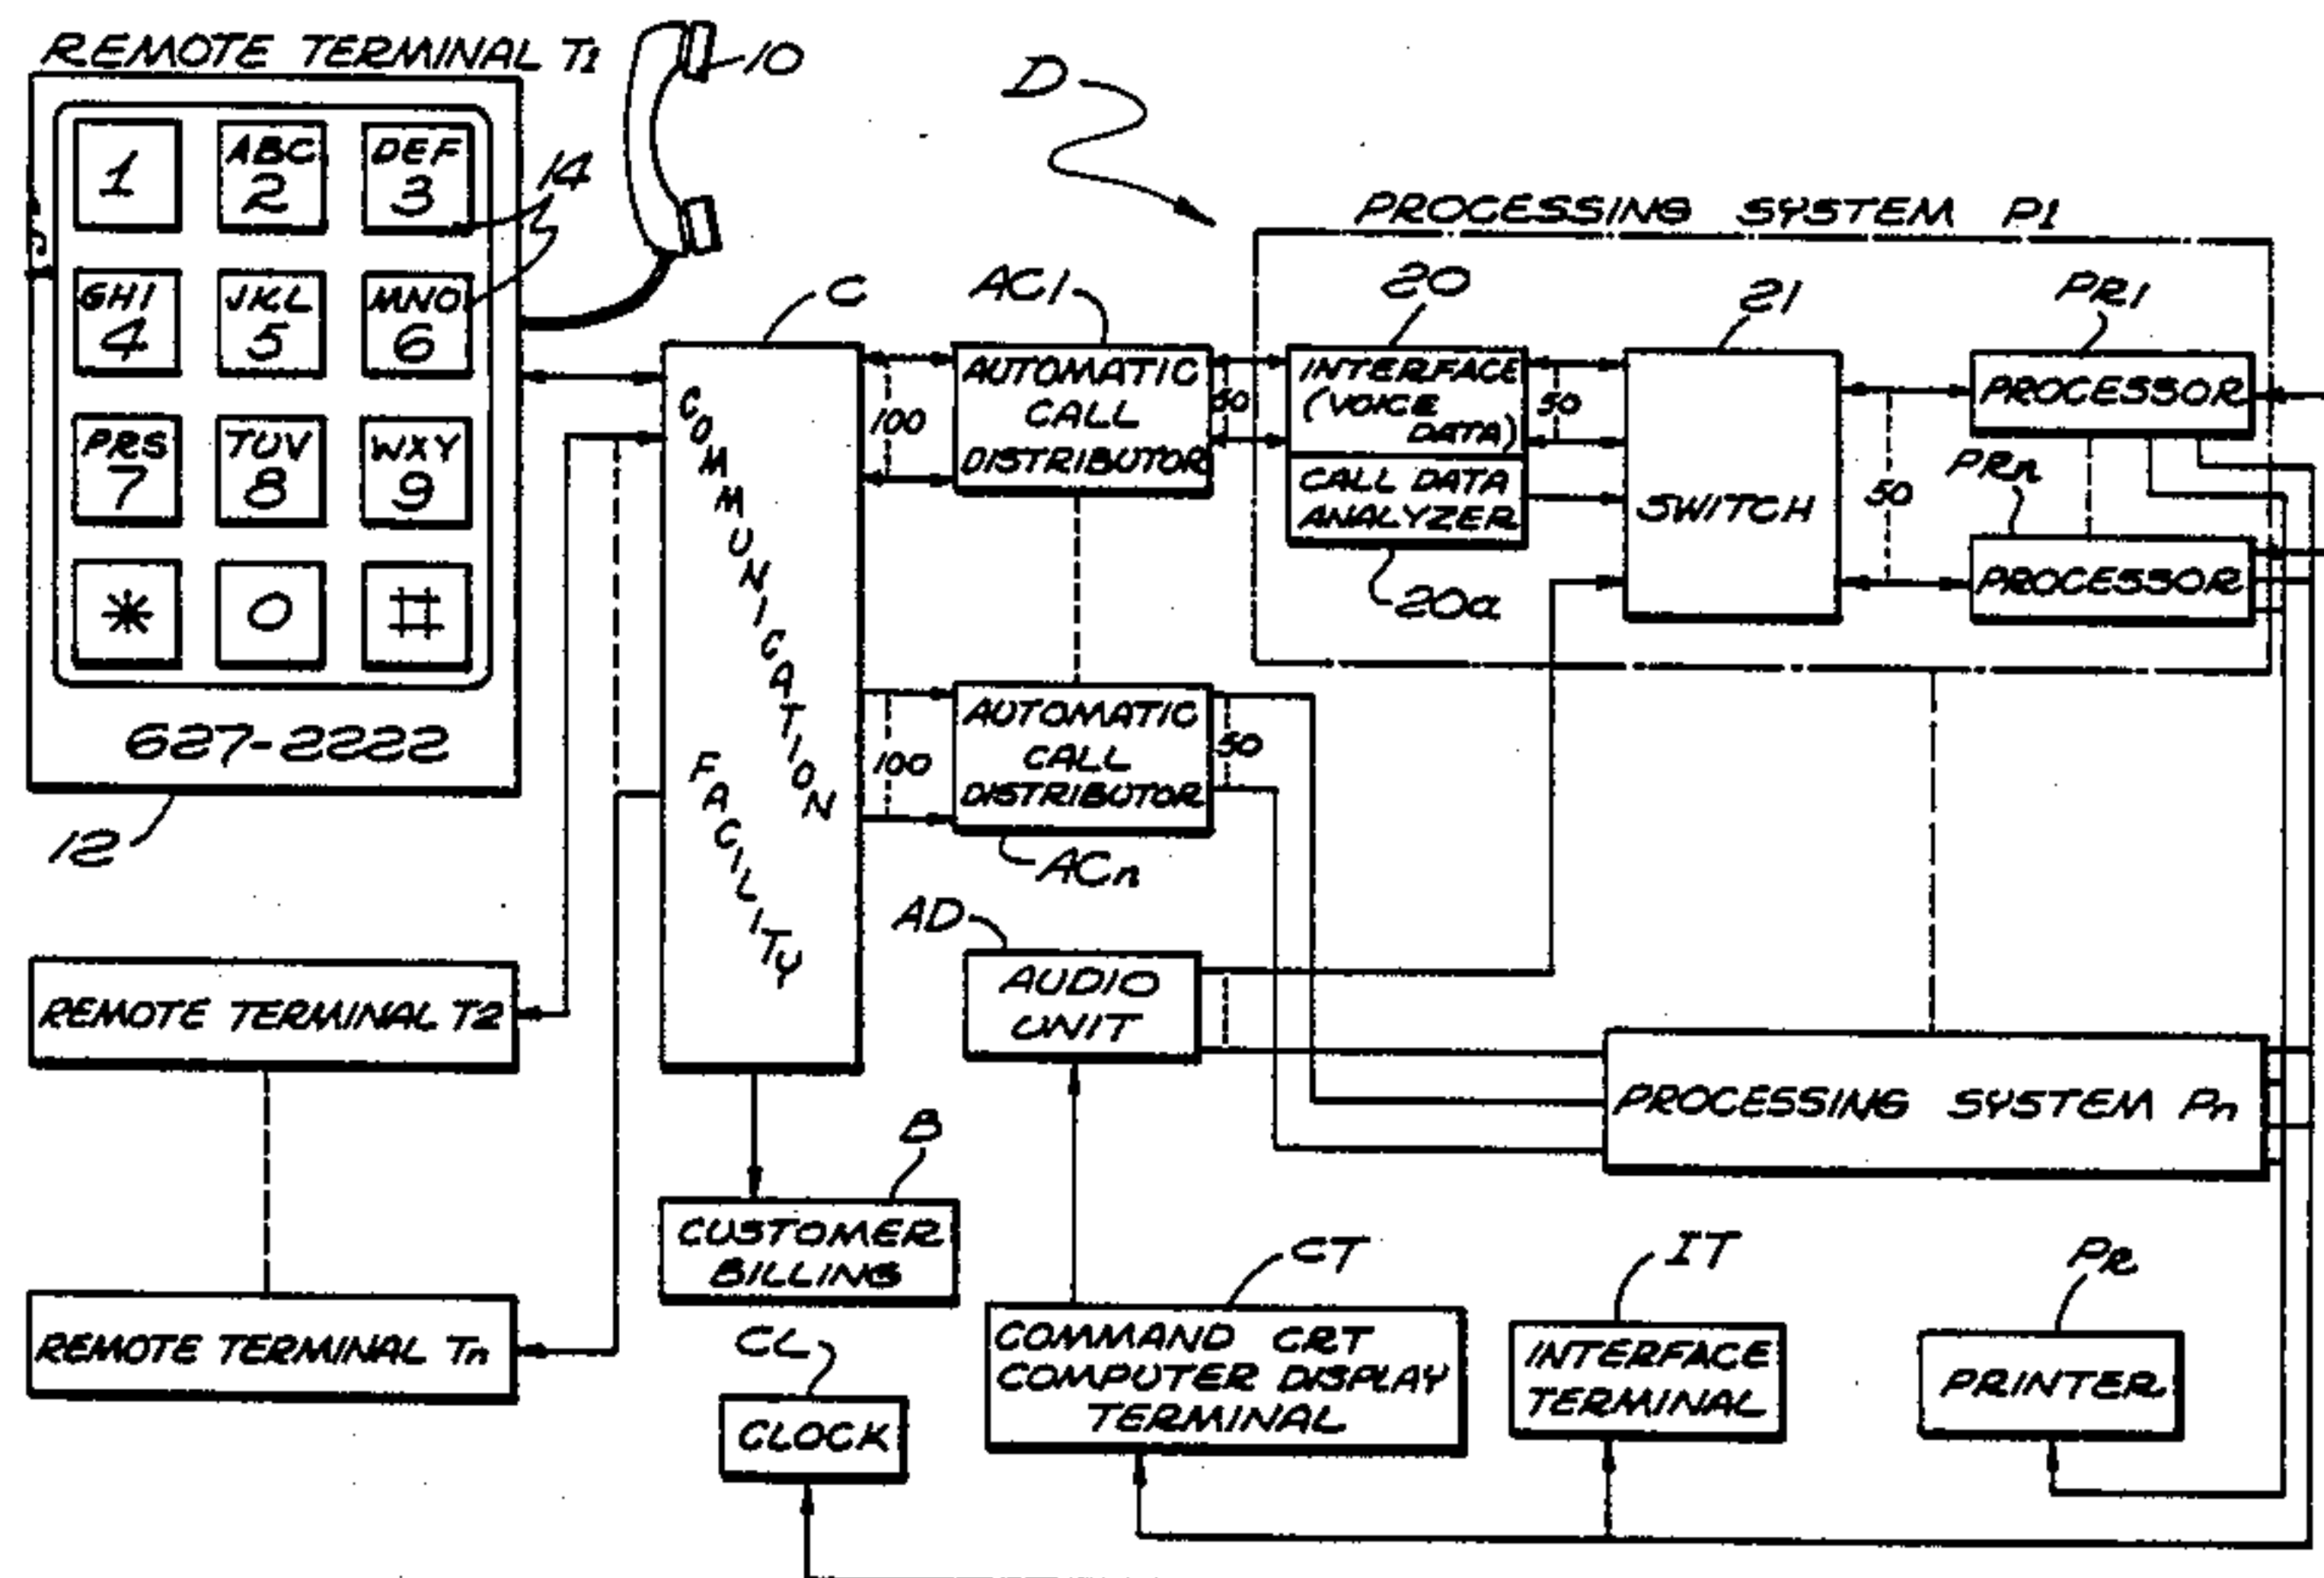 REMOTE TERMINAL T1
10
D
1
ABC
2
DEF
3
14
GHI
4
JKL
5
MNO
6
PRS
7
TUV
8
WXY
9
*
0
#
627-2222
12
REMOTE TERMINAL T2
REMOTE TERMINAL Tn
C
COMMUNICATION
FACILITY
100
100
AC1
AUTOMATIC
CALL
DISTRIBUTOR
50
AUTOMATIC
CALL
DISTRIBUTOR
50
ACn
PROCESSING SYSTEM P1
20
INTERFACE
(VOICE
DATA)
CALL DATA
ANALYZER
20a
50
21
SWITCH
50
PR1
PROCESSOR
PRn
PROCESSOR
AD
AUDIO
UNIT
PROCESSING SYSTEM Pn
B
CUSTOMER
BILLING
CL
CLOCK
CT
COMMAND CRT
COMPUTER DISPLAY
TERMINAL
IT
INTERFACE
TERMINAL
PR
PRINTER